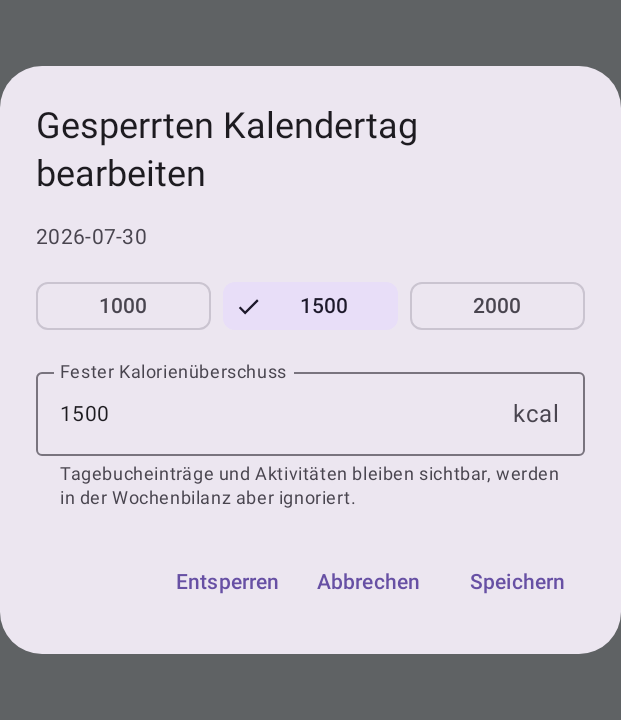 Gesperrten Kalendertag
bearbeiten
2026-07-30
1000
1500
2000
Fester Kalorienüberschuss
1500 kcal
Tagebucheinträge und Aktivitäten bleiben sichtbar, werden
in der Wochenbilanz aber ignoriert.
Entsperren Abbrechen Speichern